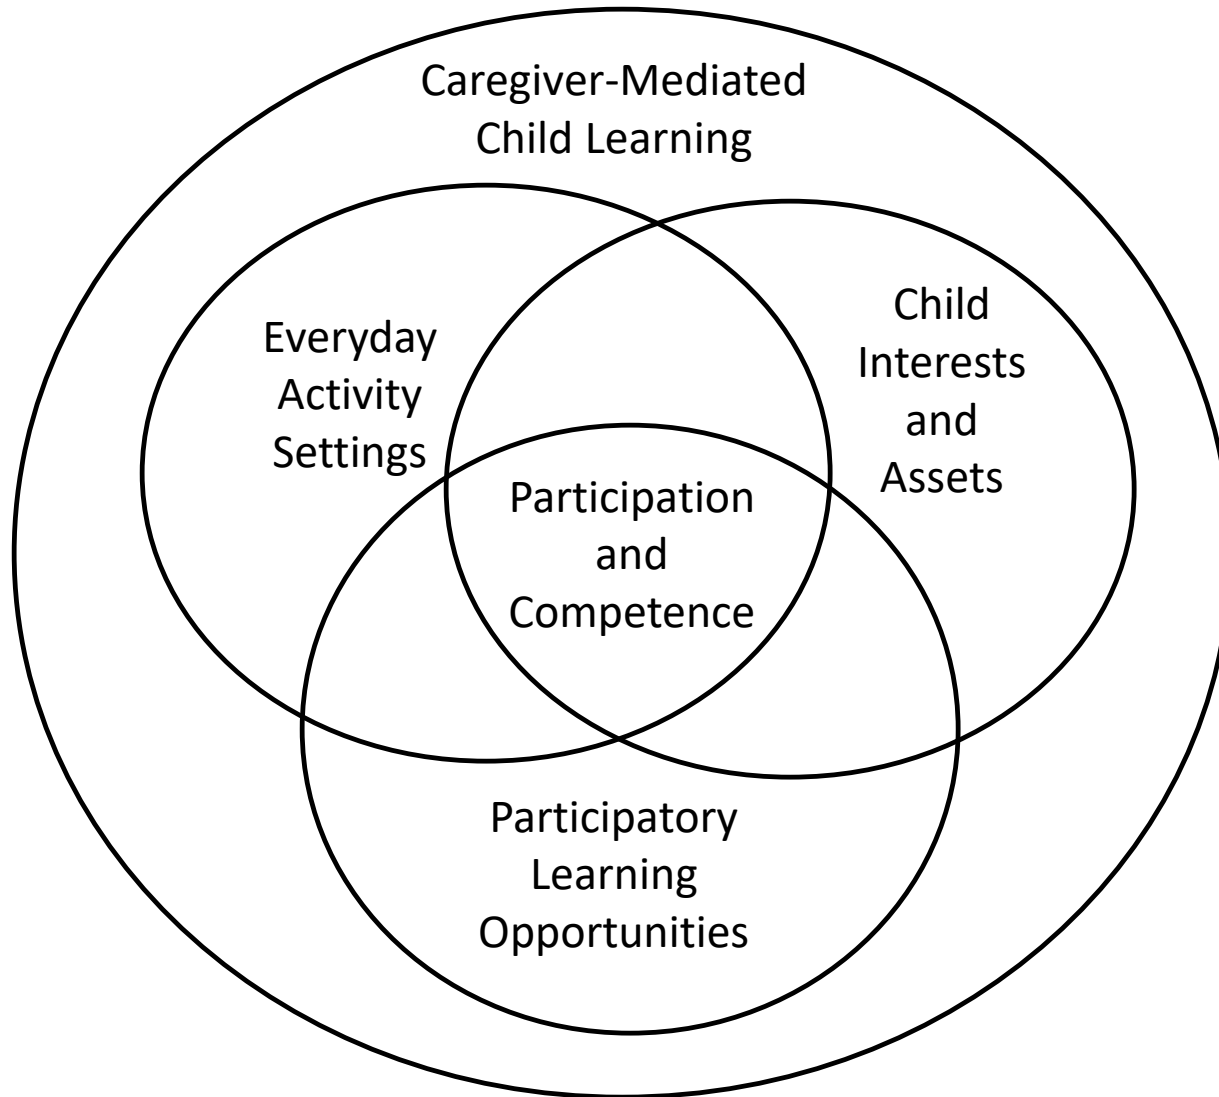 Caregiver-Mediated
Child Learning
Everyday
Activity
Settings
Child
Interests
and
Assets
Participation
and
Competence
Participatory
Learning
Opportunities